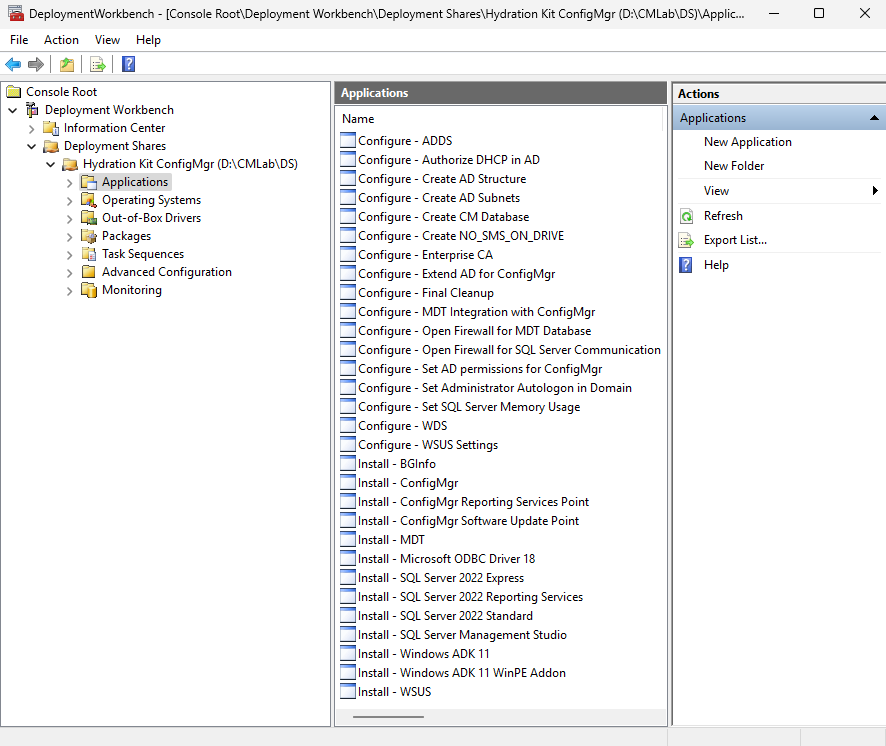 DeploymentWorkbench - [Console Root\Deployment Workbench\Deployment Shares\Hydration Kit ConfigMgr (D:\CMLab\DS)\Applic...
File Action View Help
Console Root
Deployment Workbench
Information Center
Deployment Shares
Hydration Kit ConfigMgr (D:\CMLab\DS)
Applications
Operating Systems
Out-of-Box Drivers
Packages
Task Sequences
Advanced Configuration
Monitoring
Applications
Name
Configure - ADDS
Configure - Authorize DHCP in AD
Configure - Create AD Structure
Configure - Create AD Subnets
Configure - Create CM Database
Configure - Create NO_SMS_ON_DRIVE
Configure - Enterprise CA
Configure - Extend AD for ConfigMgr
Configure - Final Cleanup
Configure - MDT Integration with ConfigMgr
Configure - Open Firewall for MDT Database
Configure - Open Firewall for SQL Server Communication
Configure - Set AD permissions for ConfigMgr
Configure - Set Administrator Autologon in Domain
Configure - Set SQL Server Memory Usage
Configure - WDS
Configure - WSUS Settings
Install - BGInfo
Install - ConfigMgr
Install - ConfigMgr Reporting Services Point
Install - ConfigMgr Software Update Point
Install - MDT
Install - Microsoft ODBC Driver 18
Install - SQL Server 2022 Express
Install - SQL Server 2022 Reporting Services
Install - SQL Server 2022 Standard
Install - SQL Server Management Studio
Install - Windows ADK 11
Install - Windows ADK 11 WinPE Addon
Install - WSUS
Actions
Applications
New Application
New Folder
View
Refresh
Export List...
Help